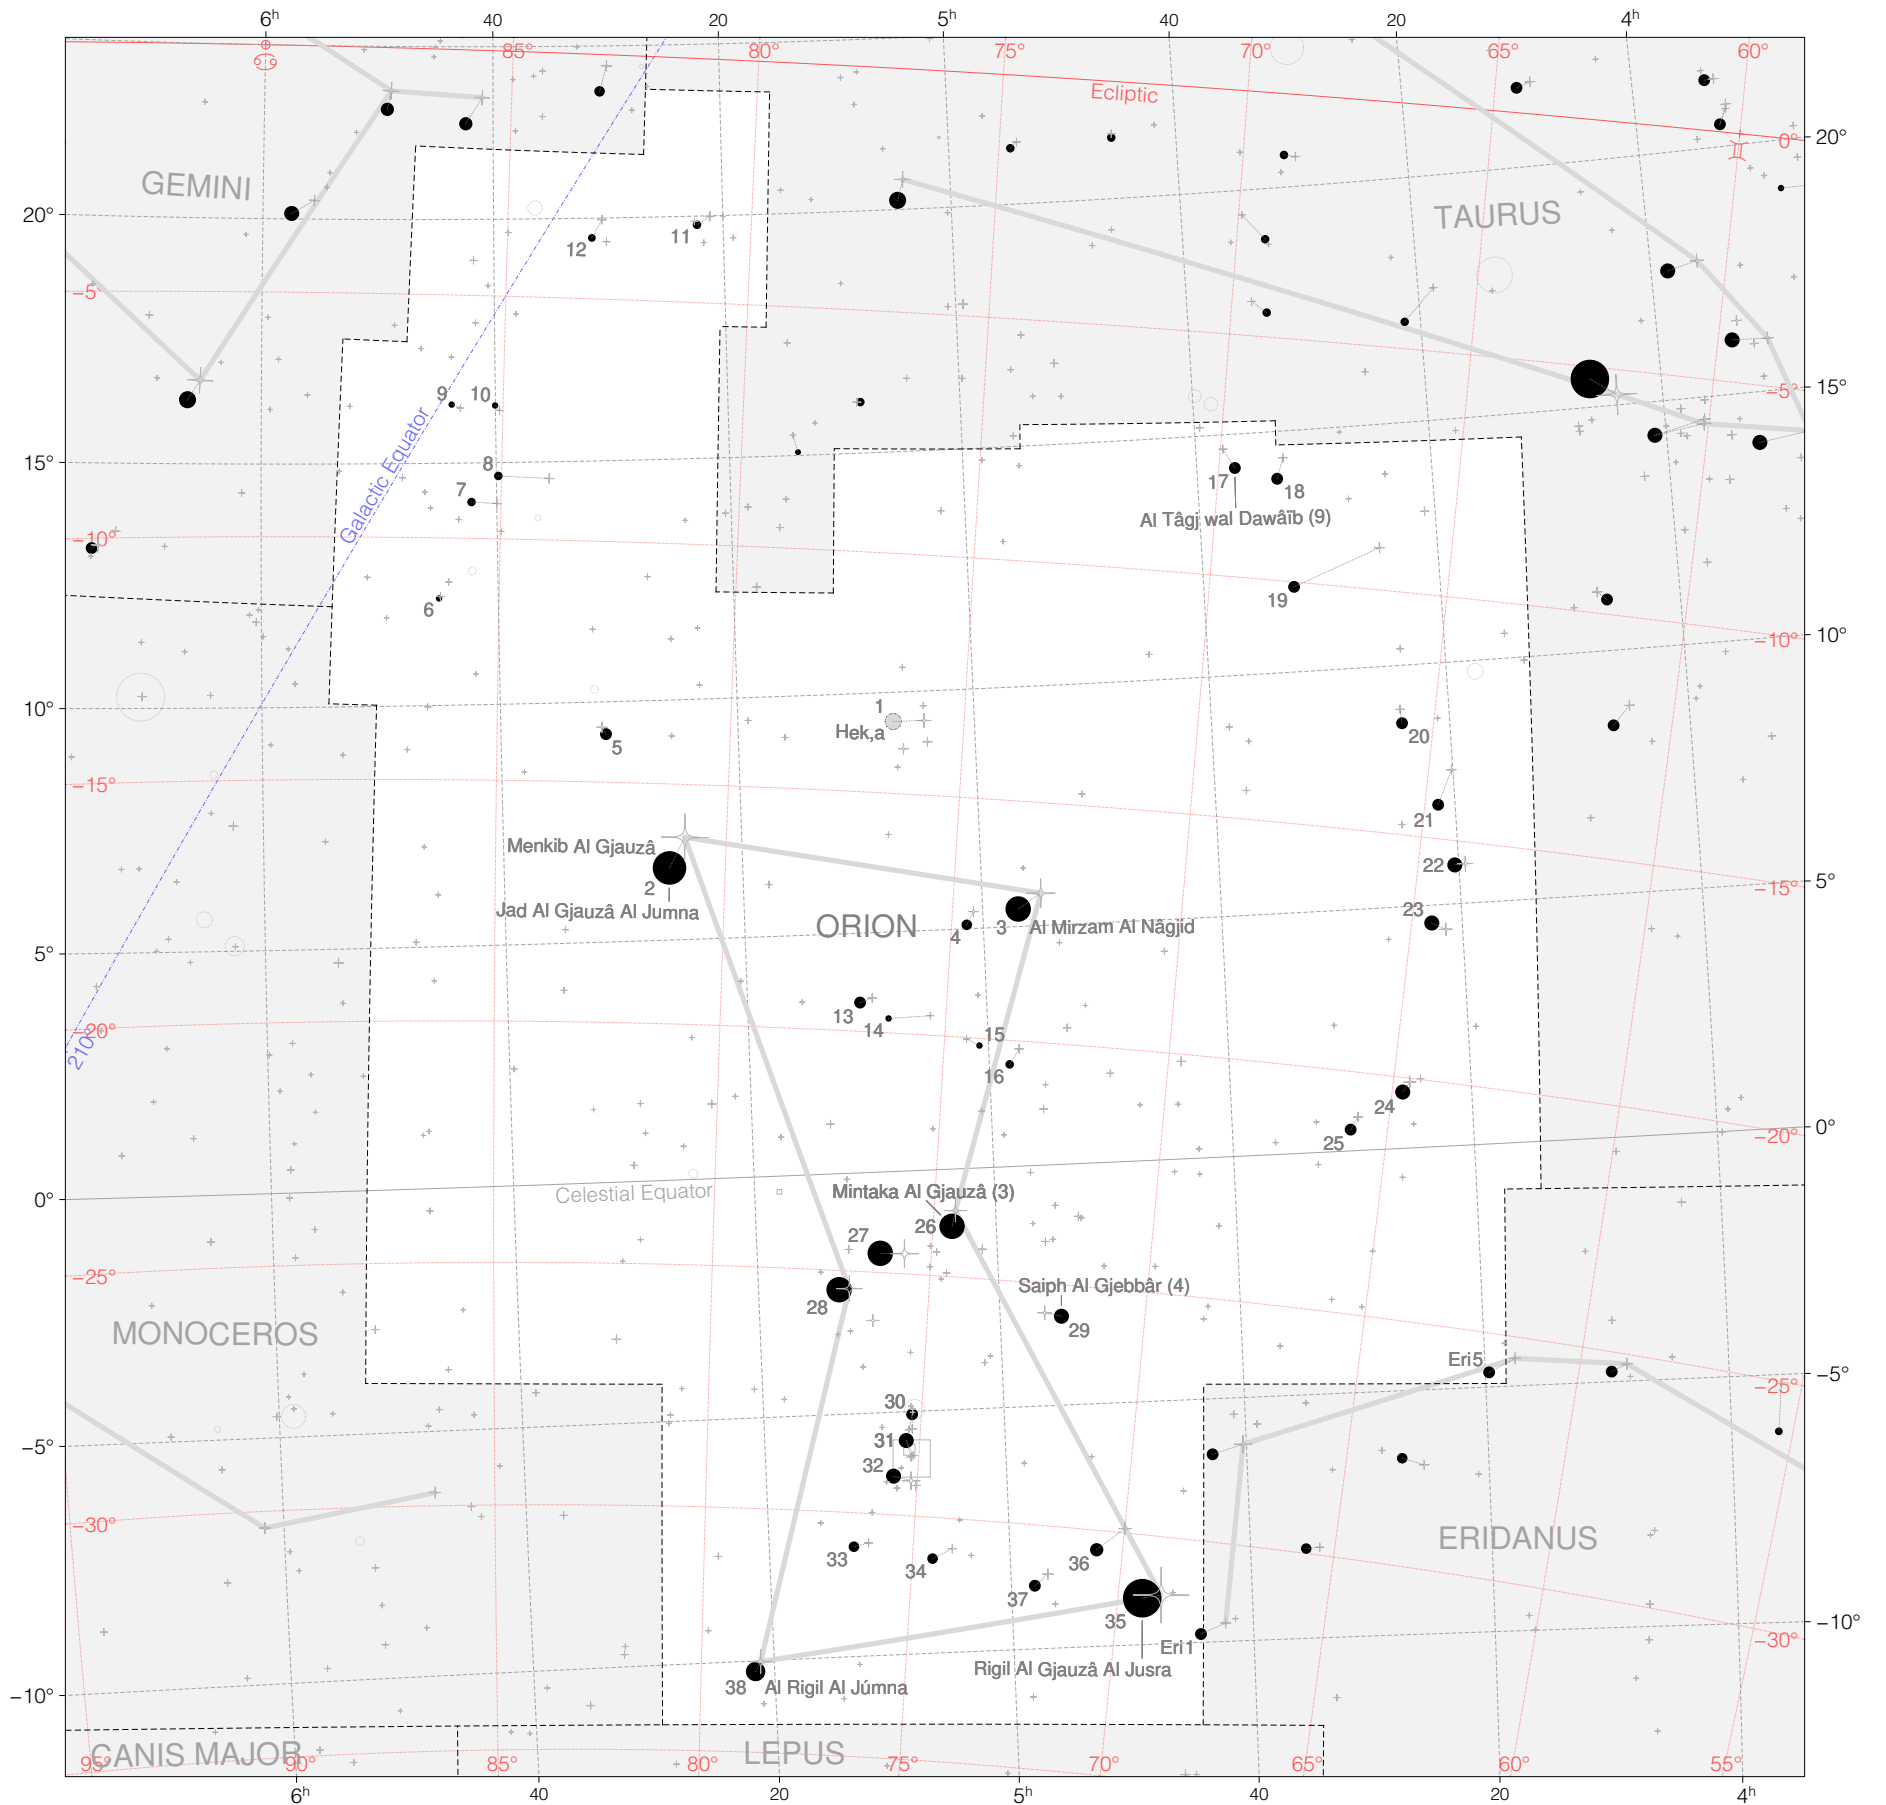 6h 40 20 5h 40 20 4h
85° 80° 75° 70° 65° 60°
♋
Ecliptic
20° 0° ♊
GEMINI
TAURUS
20°
12 11
−5°
9 10
15° −5°
Galactic Equator
8
15°
7
17 18
Al Tâgj wal Dawâïb (9)
−10°
6 19
10° −10°
10°
1
Hek,a
5 20
−15°
21
Menkib Al Gjauzâ
2
22
5° −15°
Jad Al Gjauzâ Al Jumna
ORION
23
4 3 Al Mirzam Al Nâgjid
5°
13 14 15
−20°
210°
16
24
25
0° −20°
Celestial Equator
Mintaka Al Gjauzâ (3)
0°
27 26
−25°
Saiph Al Gjebbâr (4)
28
29
MONOCEROS
Eri5
−5°
−25°
30
31
−5°
32
−30°
ERIDANUS
33 34 36
37
35
−10°
Eri1
−30°
Rigil Al Gjauzâ Al Jusra
38 Al Rigil Al Júmna
−10°
CANIS MAJOR
LEPUS
95° 90° 85° 80° 75° 70° 65° 60° 55°
6h 40 20 5h 40 20 4h